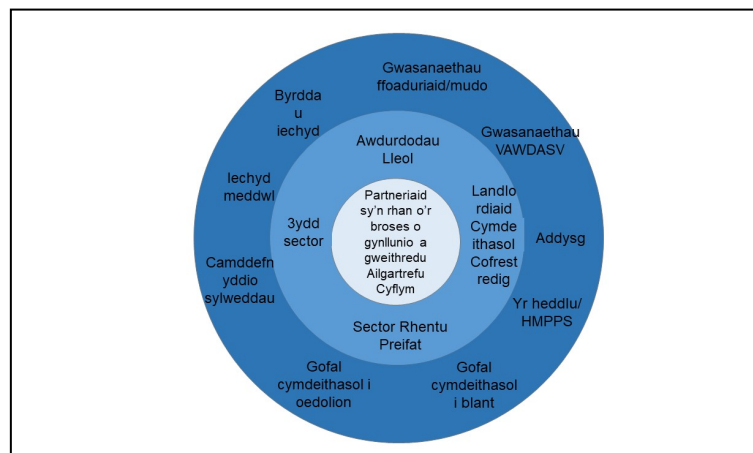 Gwasanaethau
ffoaduriaid/mudo
Byrdda
u
iechyd
Gwasanaethau
VAWDASV
Awdurdodau
Lleol
Iechyd
meddwl
Partneriaid
sy'n rhan o'r
broses o
gynllunio a
gweithredu
Ailgartrefu
Cyflym
Landlo
rdiaid
Cymde
ithasol
Cofrest
redig
3ydd
sector
Addysg
Camddefn
yddio
sylweddau
Yr heddlu/
HMPPS
Sector Rhentu
Preifat
Gofal
cymdeithasol i
oedolion
Gofal
cymdeithasol
i blant